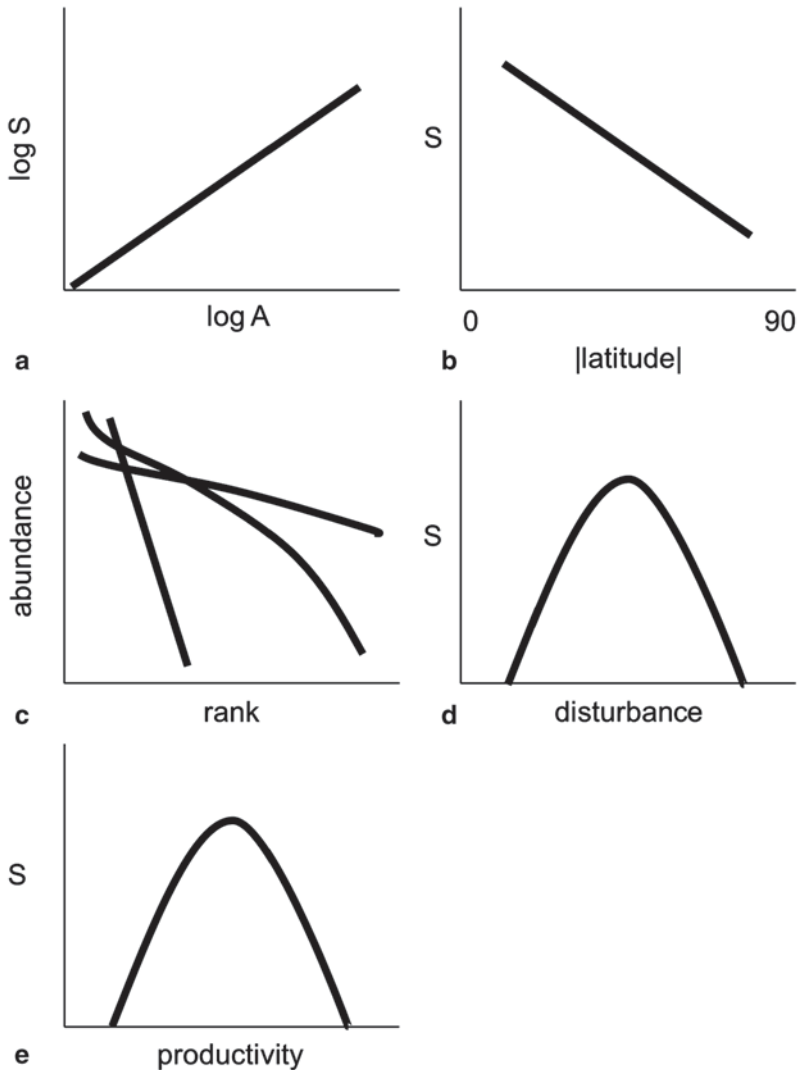 log S
log A
a
S
0
90
|latitude|
b
abundance
rank
c
S
disturbance
d
S
productivity
e